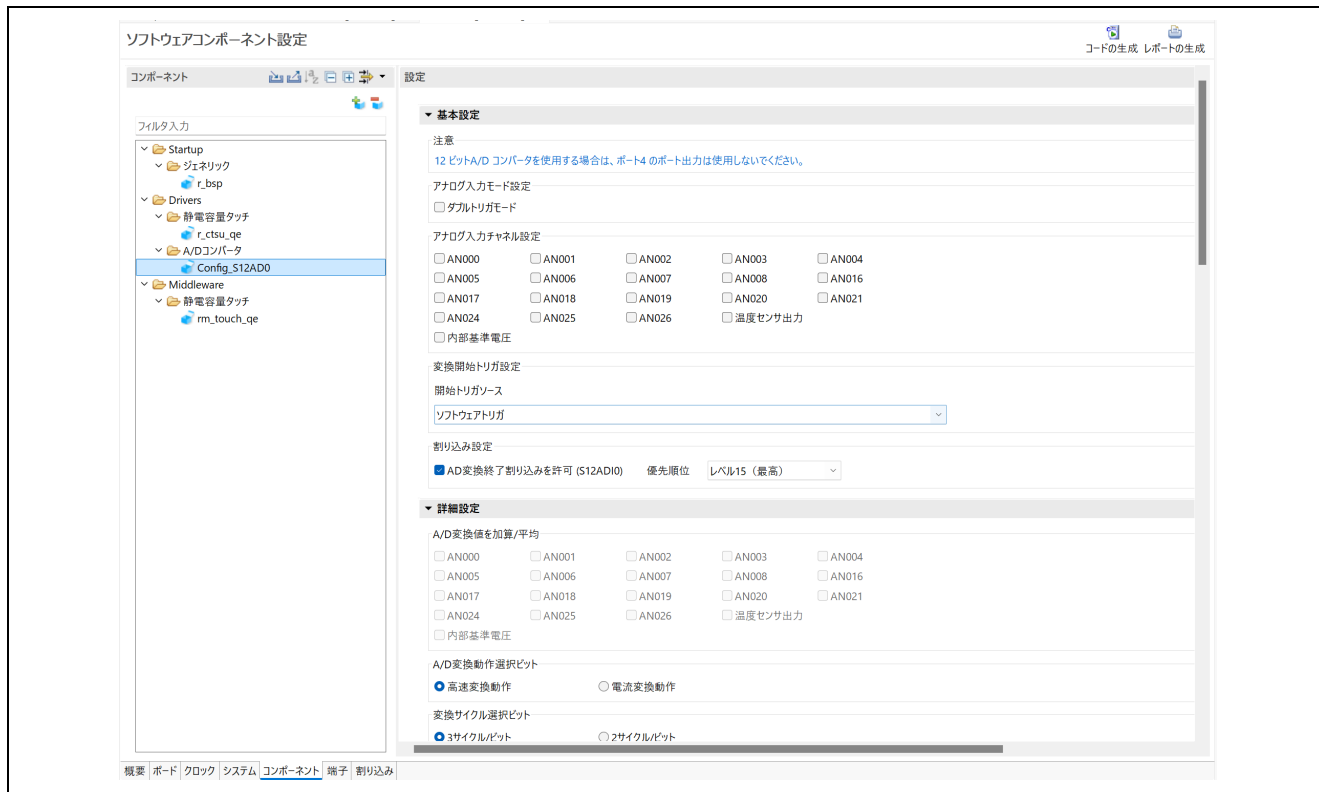 ソフトウェアコンポーネント設定
コードの生成 レポートの生成
コンポーネント
設定
フィルタ入力
Startup
ジェネリック
r_bsp
Drivers
静電容量タッチ
r_ctsu_qe
A/Dコンバータ
Config_S12AD0
Middleware
静電容量タッチ
rm_touch_qe
基本設定
注意
12 ビットA/D コンバータを使用する場合は、ポート4 のポート出力は使用しないでください。
アナログ入力モード設定
ダブルトリガモード
アナログ入力チャネル設定
AN000 AN001 AN002 AN003 AN004
AN005 AN006 AN007 AN008 AN016
AN017 AN018 AN019 AN020 AN021
AN024 AN025 AN026 温度センサ出力
内部基準電圧
変換開始トリガ設定
開始トリガソース
ソフトウェアトリガ
割り込み設定
AD変換終了割り込みを許可 (S12ADI0) 優先順位 レベル15（最高）
詳細設定
A/D変換値を加算/平均
AN000 AN001 AN002 AN003 AN004
AN005 AN006 AN007 AN008 AN016
AN017 AN018 AN019 AN020 AN021
AN024 AN025 AN026 温度センサ出力
内部基準電圧
A/D変換動作選択ビット
高速変換動作 電流変換動作
変換サイクル選択ビット
3サイクル/ビット 2サイクル/ビット
概要 ボード クロック システム コンポーネント 端子 割り込み